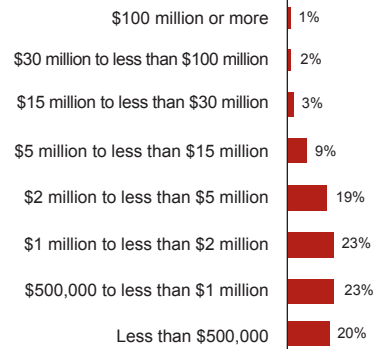 $100 million or more 1%
$30 million to less than $100 million 2%
$15 million to less than $30 million 3%
$5 million to less than $15 million 9%
$2 million to less than $5 million 19%
$1 million to less than $2 million 23%
$500,000 to less than $1 million 23%
Less than $500,000 20%